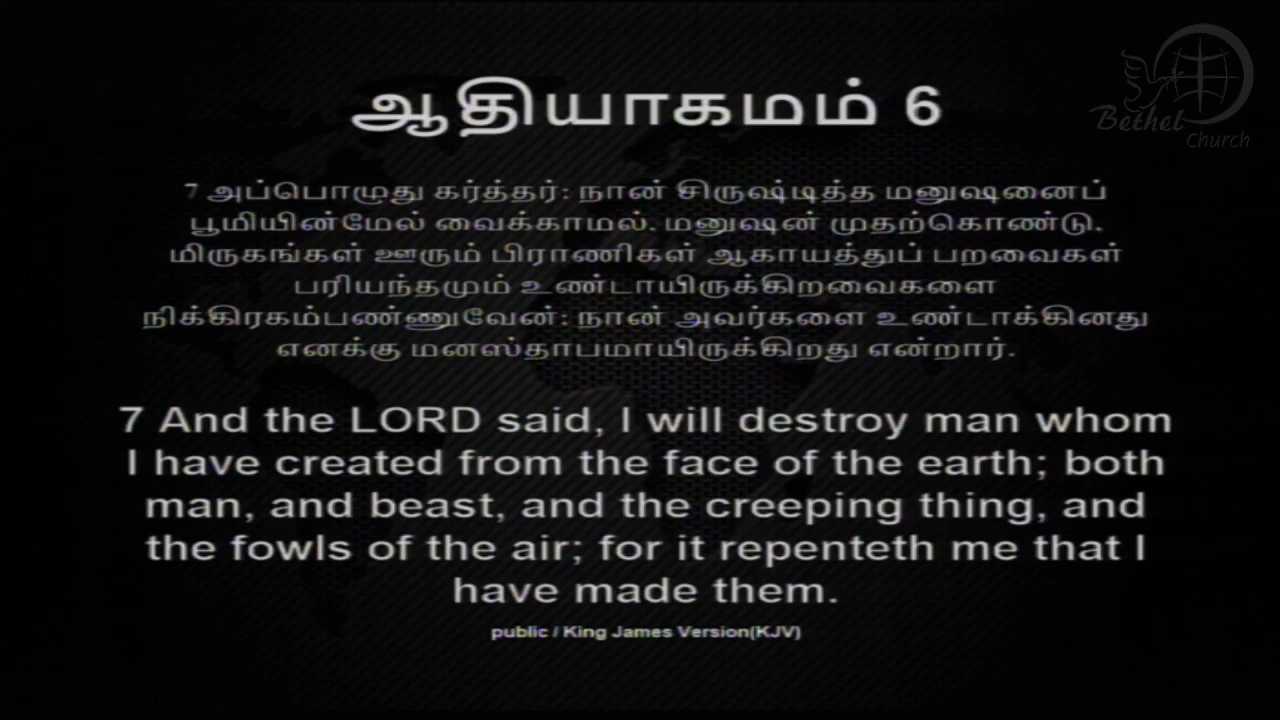 Bethel
Church
ஆதியாகமம் 6
7 அப்பொழுது கர்த்தர்: நான் சிருஷ்டித்த மனுஷனைப்
பூமியின்மேல் வைக்காமல், மனுஷன் முதற்கொண்டு,
மிருகங்கள் ஊரும் பிராணிகள் ஆகாயத்துப் பறவைகள்
பரியந்தமும் உண்டாயிருக்கிறவைகளை
நிக்கிரகம்பண்ணுவேன்: நான் அவர்களை உண்டாக்கினது
எனக்கு மனஸ்தாபமாயிருக்கிறது என்றார்.
7 And the LORD said, I will destroy man whom
I have created from the face of the earth; both
man, and beast, and the creeping thing, and
the fowls of the air; for it repenteth me that I
have made them.
public / King James Version(KJV)